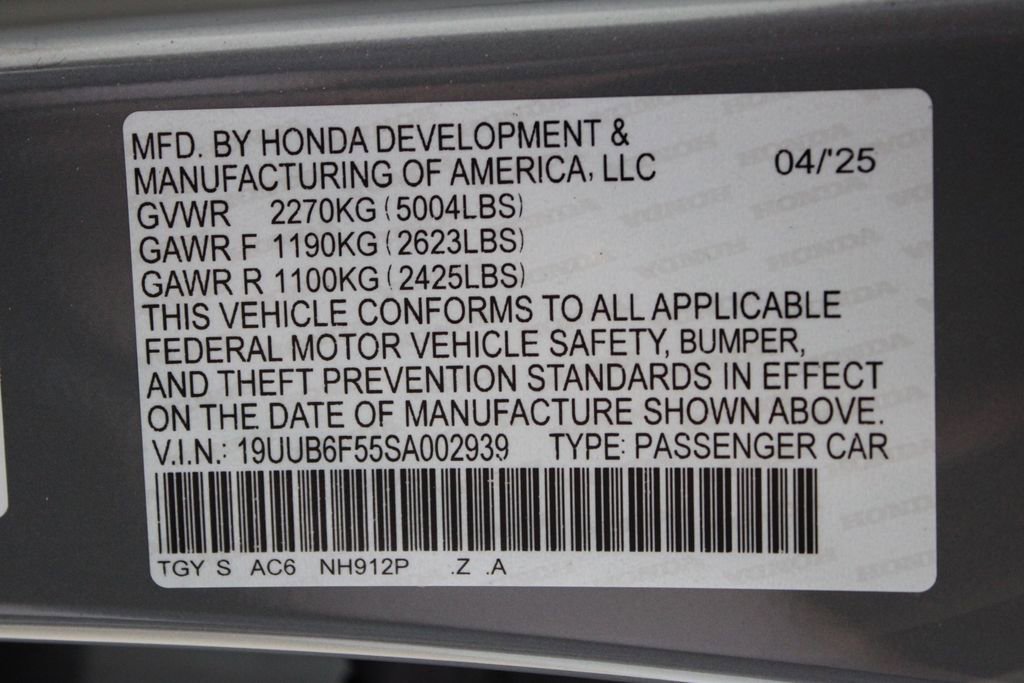 MFD. BY HONDA DEVELOPMENT &
MANUFACTURING OF AMERICA, LLC 04/'25
GVWR 2270KG (5004LBS)
GAWR F 1190KG (2623LBS)
GAWR R 1100KG (2425LBS)
THIS VEHICLE CONFORMS TO ALL APPLICABLE
FEDERAL MOTOR VEHICLE SAFETY, BUMPER,
AND THEFT PREVENTION STANDARDS IN EFFECT
ON THE DATE OF MANUFACTURE SHOWN ABOVE.
V.I.N.: 19UUB6F55SA002939 TYPE: PASSENGER CAR
TGY S AC6 NH912P .Z .A